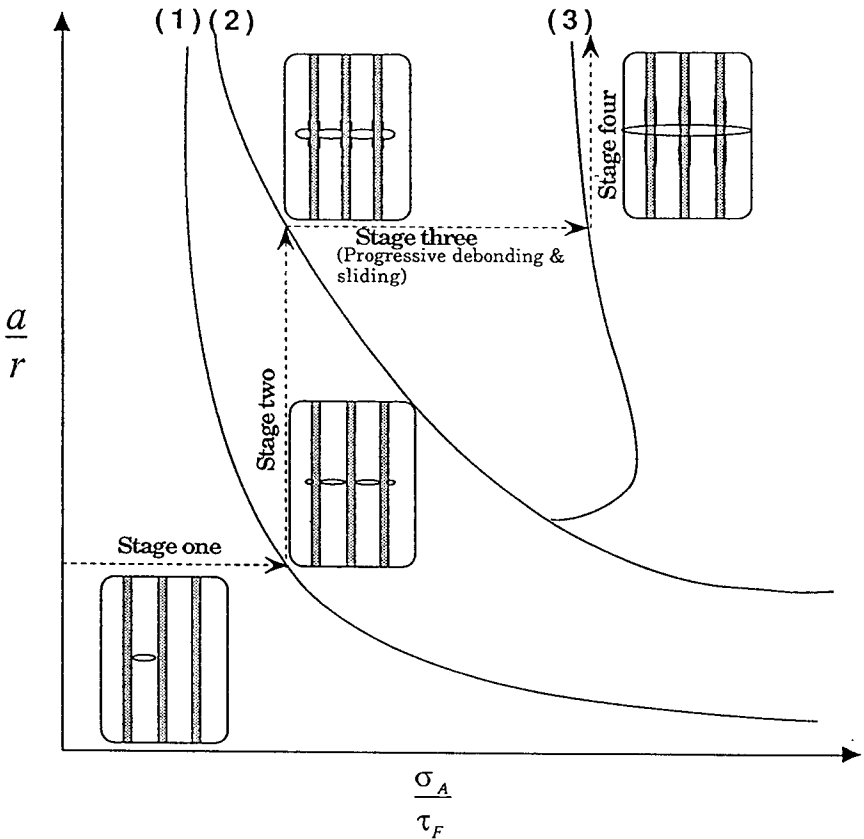 (1)(2)
(3)
Stage four
Stage three
(Progressive debonding &
sliding)
a
r
Stage two
Stage one
σ_A
τ_F